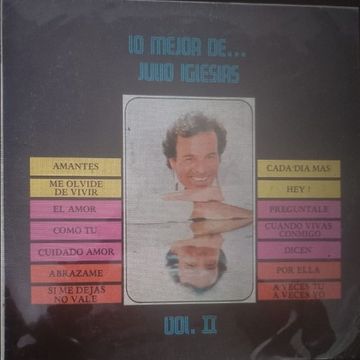 LO MEJOR DE...
JULIO IGLESIAS
AMANTES
ME OLVIDE
DE VIVIR
EL AMOR
COMO TU
CUIDADO AMOR
ABRAZAME
SI ME DEJAS
NO VALE
CADA DIA MAS
HEY !
PREGUNTALE
CUANDO VIVAS
CONMIGO
DICEN
POR ELLA
A VECES TU
A VECES YO
VOL. II